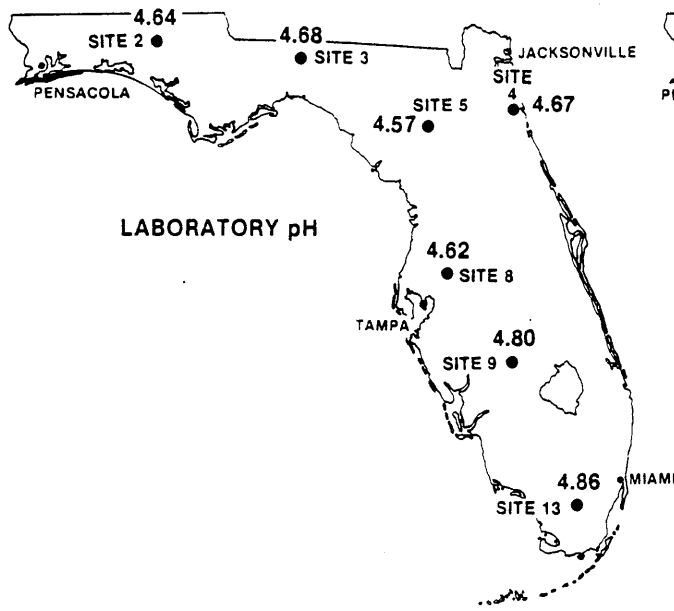 4.64
SITE 2
4.68
SITE 3
JACKSONVILLE
SITE
4
4.67
PENSACOLA
SITE 5
4.57
LABORATORY pH
4.62
SITE 8
TAMPA
4.80
SITE 9
MIAMI
4.86
SITE 13